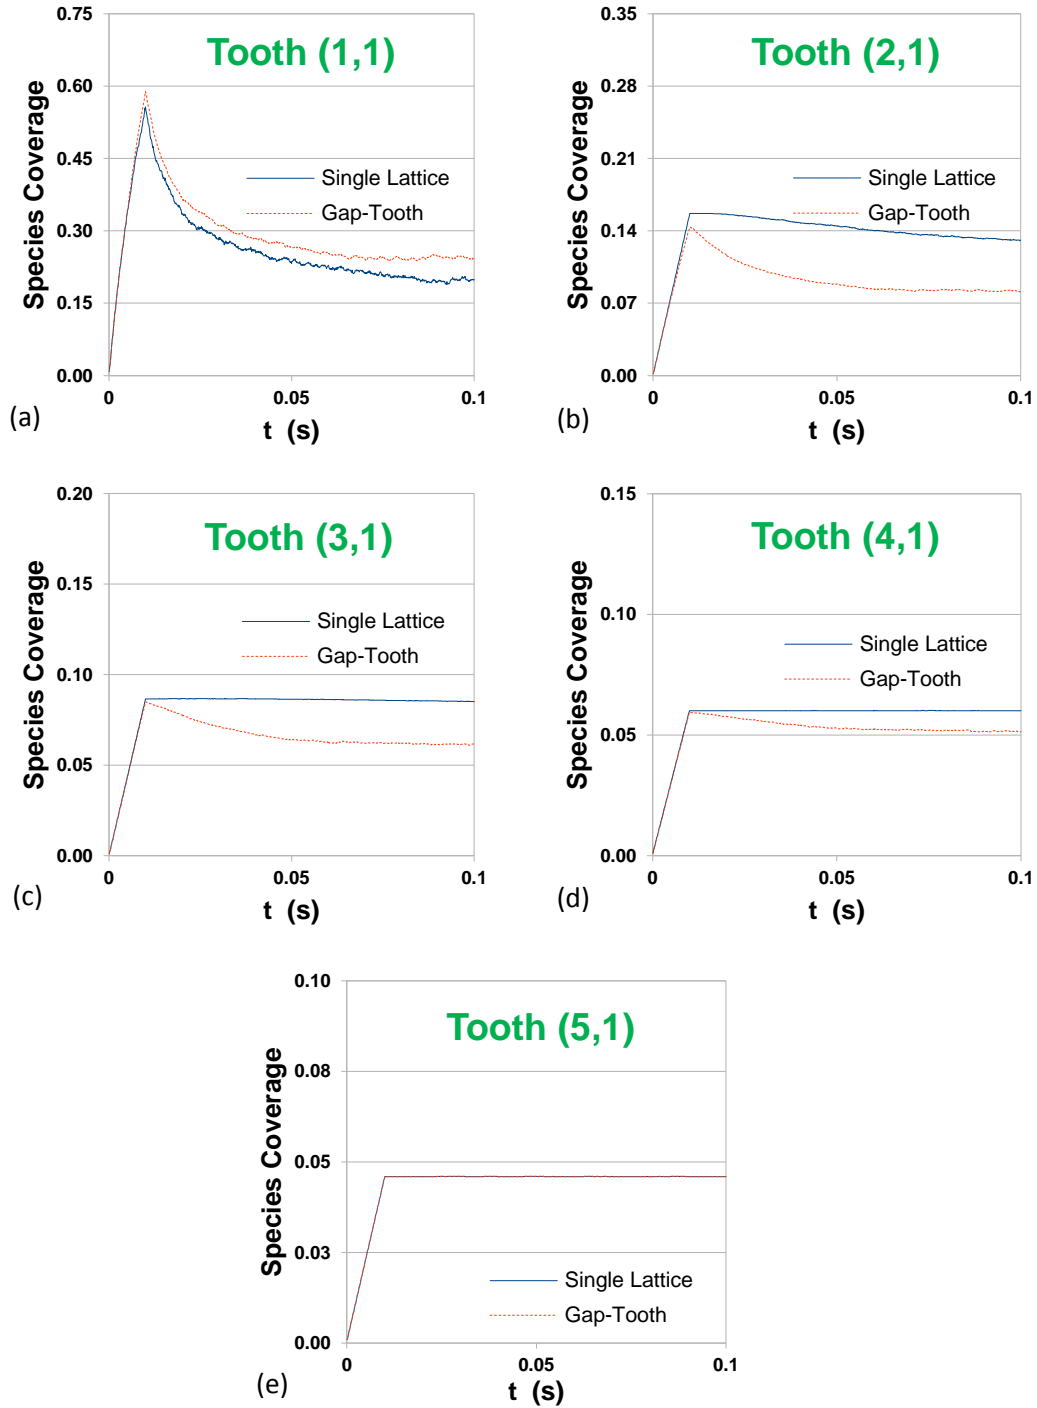 0.75
0.60
0.45
0.30
0.15
0.00
Species Coverage
Tooth (1,1)
Single Lattice
Gap-Tooth
0
0.05
0.1
t (s)
(a)
0.35
0.28
0.21
0.14
0.07
0.00
Species Coverage
Tooth (2,1)
Single Lattice
Gap-Tooth
0
0.05
0.1
t (s)
(b)
0.20
0.15
0.10
0.05
0.00
Species Coverage
Tooth (3,1)
Single Lattice
Gap-Tooth
0
0.05
0.1
t (s)
(c)
0.15
0.10
0.05
0.00
Species Coverage
Tooth (4,1)
Single Lattice
Gap-Tooth
0
0.05
0.1
t (s)
(d)
0.10
0.08
0.05
0.03
0.00
Species Coverage
Tooth (5,1)
Single Lattice
Gap-Tooth
0
0.05
0.1
t (s)
(e)